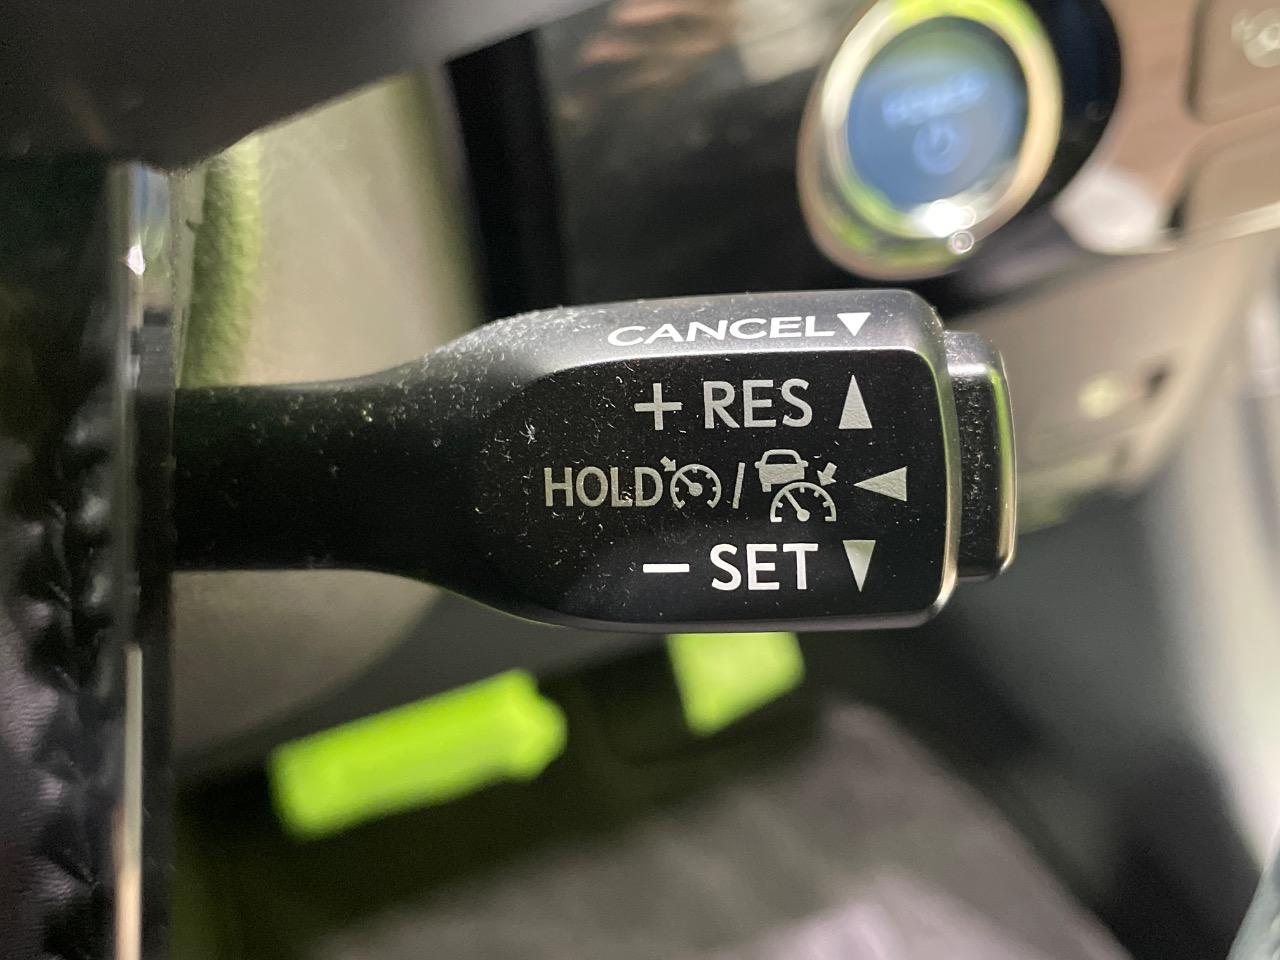 CANCEL▼
+ RES ▲
HOLD / ◀
− SET ▼